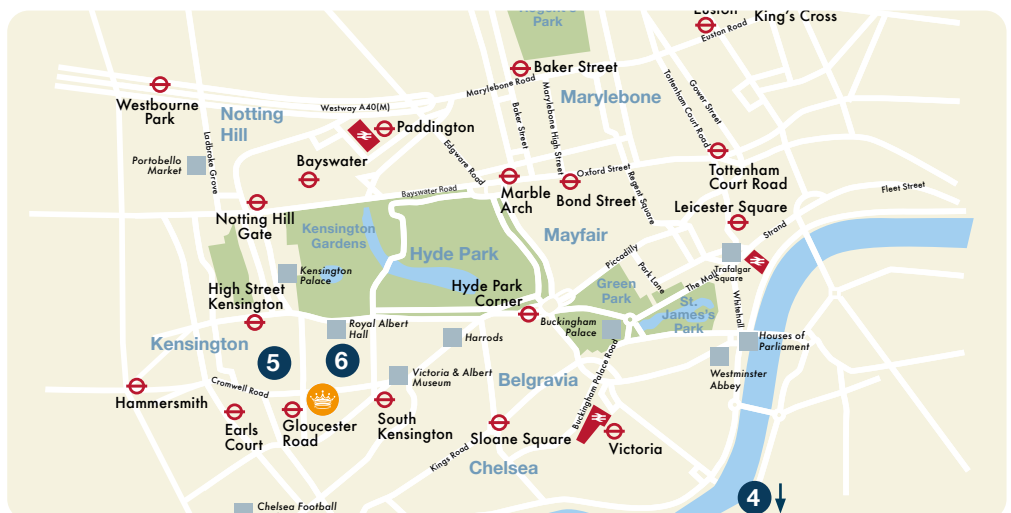 Regent's
Park
Euston
King's Cross
Euston Road
Baker Street
Marylebone Road
Marylebone
Tottenham Court Road
Gower Street
Westbourne
Park
Notting
Hill
Westway A40(M)
Paddington
Baker Street
Marylebone High Street
Ladbroke Grove
Portobello
Market
Bayswater
Edgware Road
Oxford Street
Tottenham
Court Road
Bayswater Road
Marble
Arch
Bond Street
Regent Square
Fleet Street
Leicester Square
Notting Hill
Gate
Kensington
Gardens
Hyde Park
Mayfair
Strand
Piccadilly
Trafalgar
Square
Park Lane
The Mall
Kensington
Palace
High Street
Kensington
Hyde Park
Corner
Green
Park
St.
James's
Park
Whitehall
Royal Albert
Hall
Harrods
Buckingham
Palace
Houses of
Parliament
Kensington
5
6
Victoria & Albert
Museum
Belgravia
Buckingham Palace Road
Westminster
Abbey
Cromwell Road
Hammersmith
Earls
Court
Gloucester
Road
South
Kensington
Sloane Square
Victoria
Kings Road
Chelsea
4
Chelsea Football